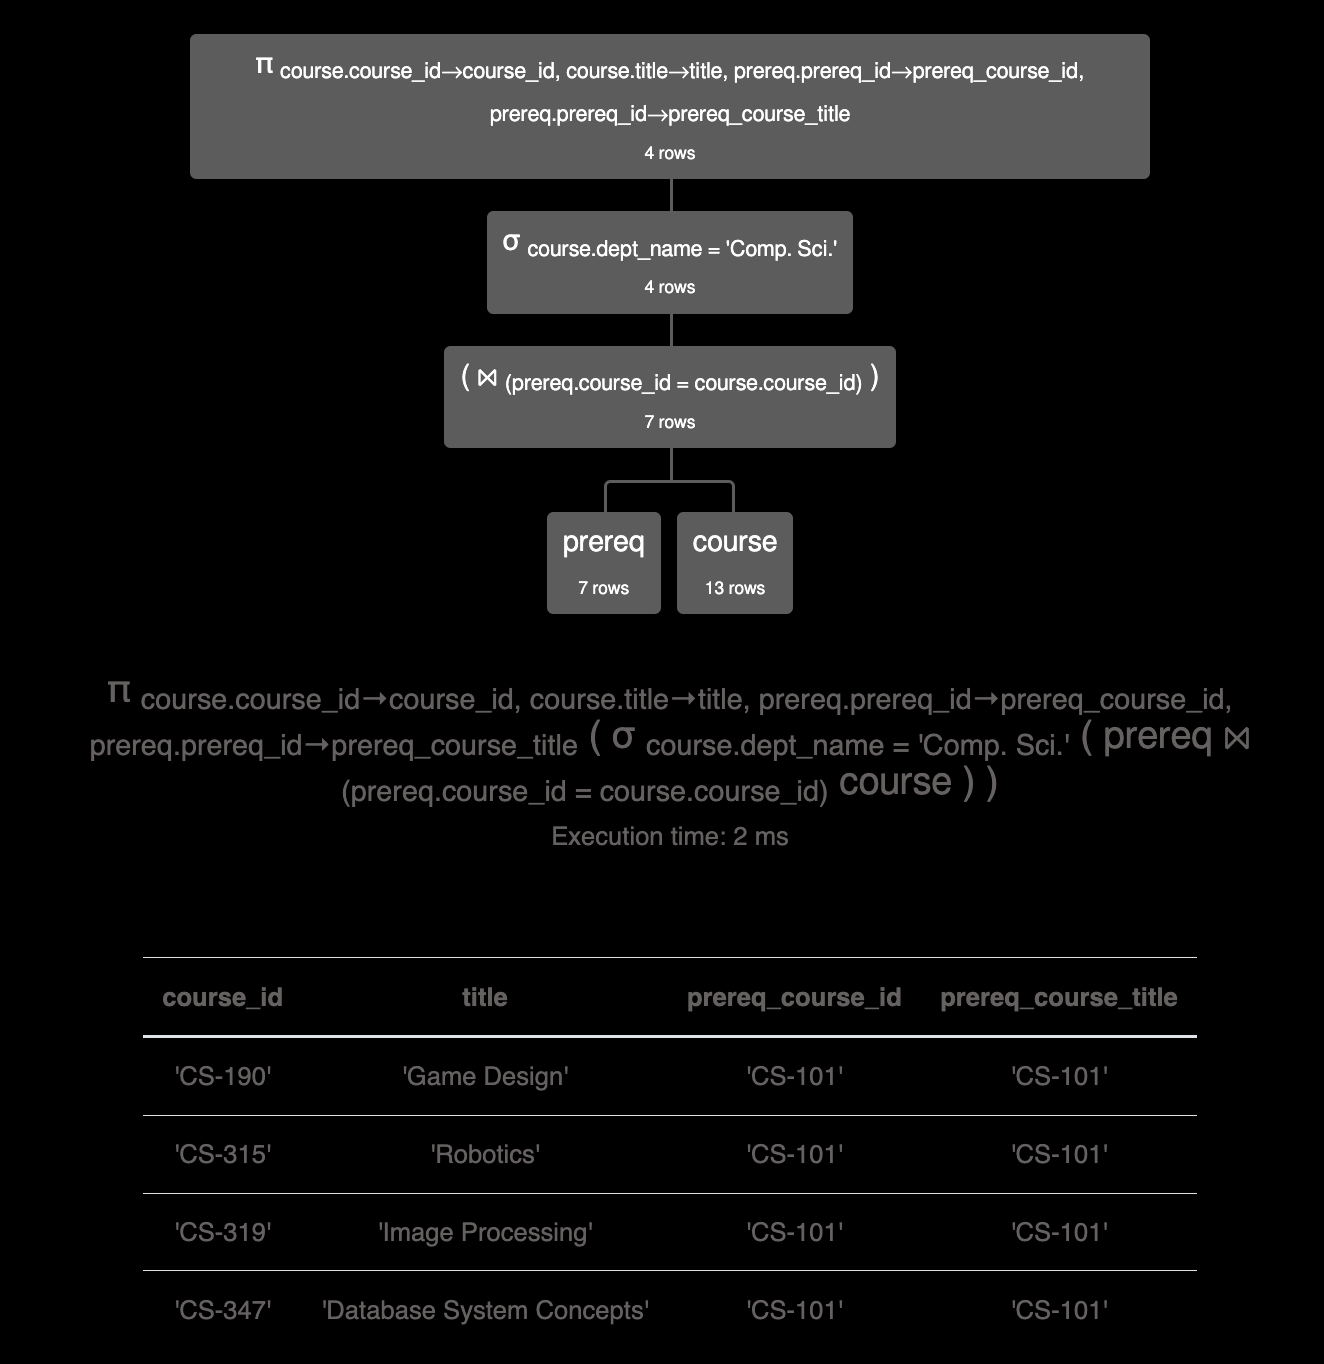 π course.course_id→course_id, course.title→title, prereq.prereq_id→prereq_course_id,
prereq.prereq_id→prereq_course_title
4 rows
σ course.dept_name = 'Comp. Sci.'
4 rows
( ⋈ (prereq.course_id = course.course_id) )
7 rows
prereq course
7 rows 13 rows
π course.course_id→course_id, course.title→title, prereq.prereq_id→prereq_course_id,
prereq.prereq_id→prereq_course_title ( σ course.dept_name = 'Comp. Sci.' ( prereq ⋈
(prereq.course_id = course.course_id) course ) )
Execution time: 2 ms
course_id title prereq_course_id prereq_course_title
'CS-190' 'Game Design' 'CS-101' 'CS-101'
'CS-315' 'Robotics' 'CS-101' 'CS-101'
'CS-319' 'Image Processing' 'CS-101' 'CS-101'
'CS-347' 'Database System Concepts' 'CS-101' 'CS-101'